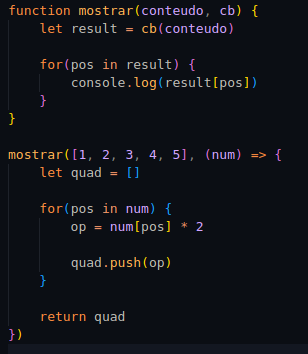 function mostrar(conteudo, cb) {
    let result = cb(conteudo)

    for(pos in result) {
        console.log(result[pos])
    }
}

mostrar([1, 2, 3, 4, 5], (num) => {
    let quad = []

    for(pos in num) {
        op = num[pos] * 2

        quad.push(op)
    }

    return quad
})